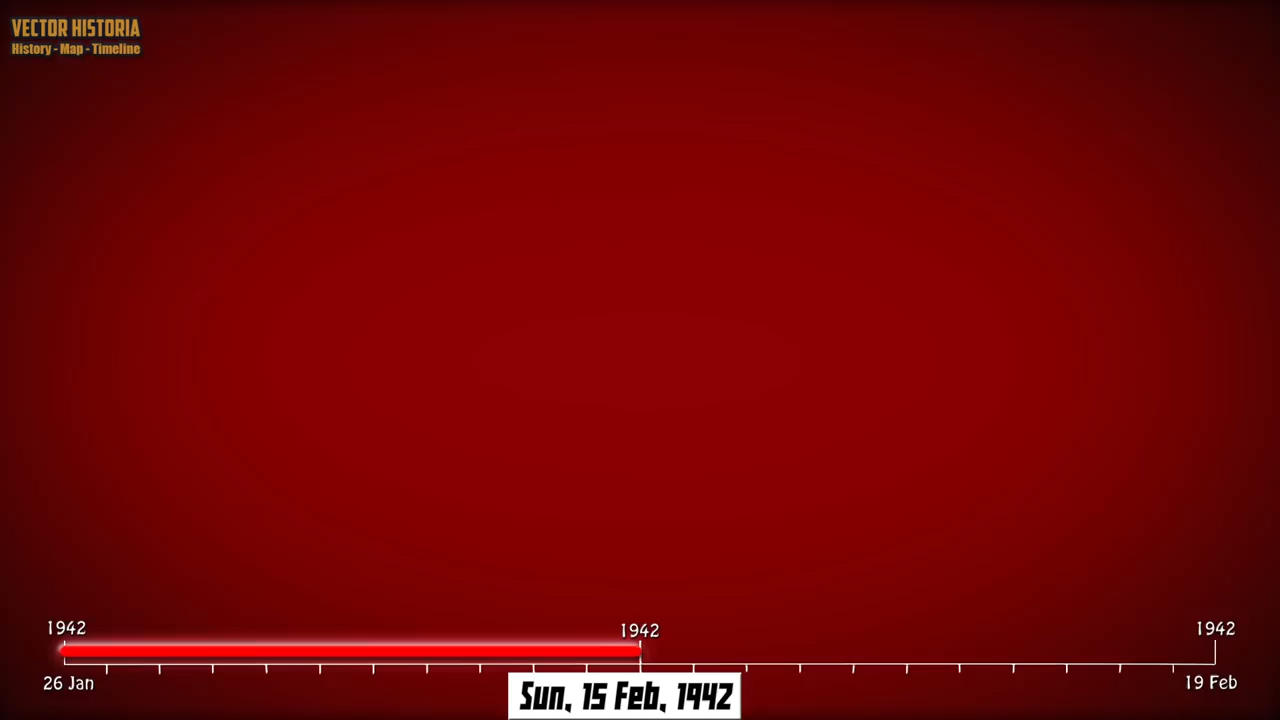 VECTOR HISTORIA
History - Map - Timeline
1942
1942
1942
26 Jan
Sun, 15 Feb, 1942
19 Feb